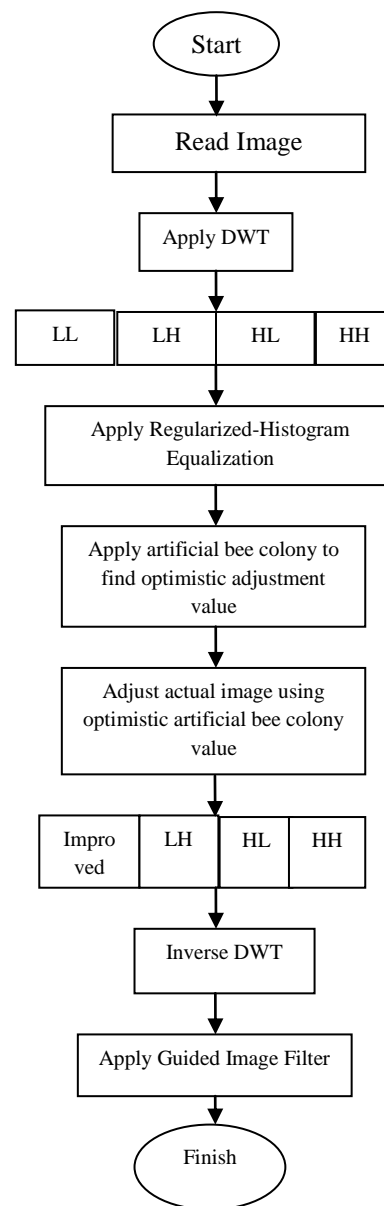 Start
Read Image
Apply DWT
LL LH HL HH
Apply Regularized-Histogram
Equalization
Apply artificial bee colony to
find optimistic adjustment
value
Adjust actual image using
optimistic artificial bee colony
value
Impro
ved
LH HL HH
Inverse DWT
Apply Guided Image Filter
Finish